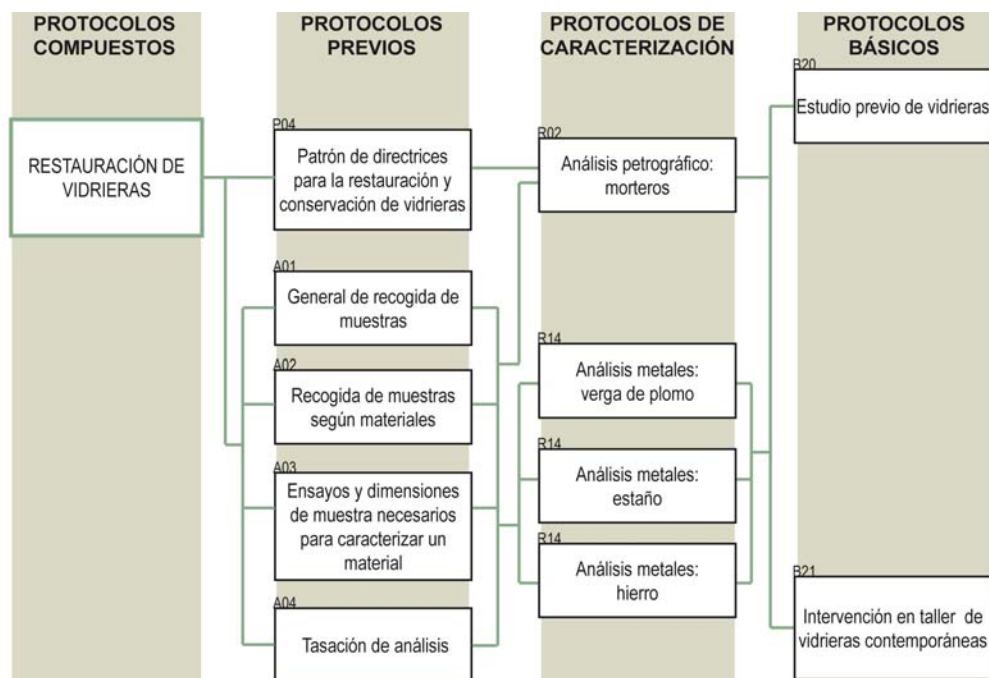 PROTOCOLOS
COMPUESTOS
PROTOCOLOS
PREVIOS
PROTOCOLOS DE
CARACTERIZACIÓN
PROTOCOLOS
BÁSICOS
RESTAURACIÓN DE
VIDRIERAS
P04
Patrón de directrices
para la restauración y
conservación de vidrieras
A01
General de recogida de
muestras
A02
Recogida de muestras
según materiales
A03
Ensayos y dimensiones
de muestra necesarios
para caracterizar un
material
A04
Tasación de análisis
R02
Análisis petrográfico:
morteros
R14
Análisis metales:
verga de plomo
R14
Análisis metales:
estaño
R14
Análisis metales:
hierro
B20
Estudio previo de vidrieras
B21
Intervención en taller de
vidrieras contemporáneas